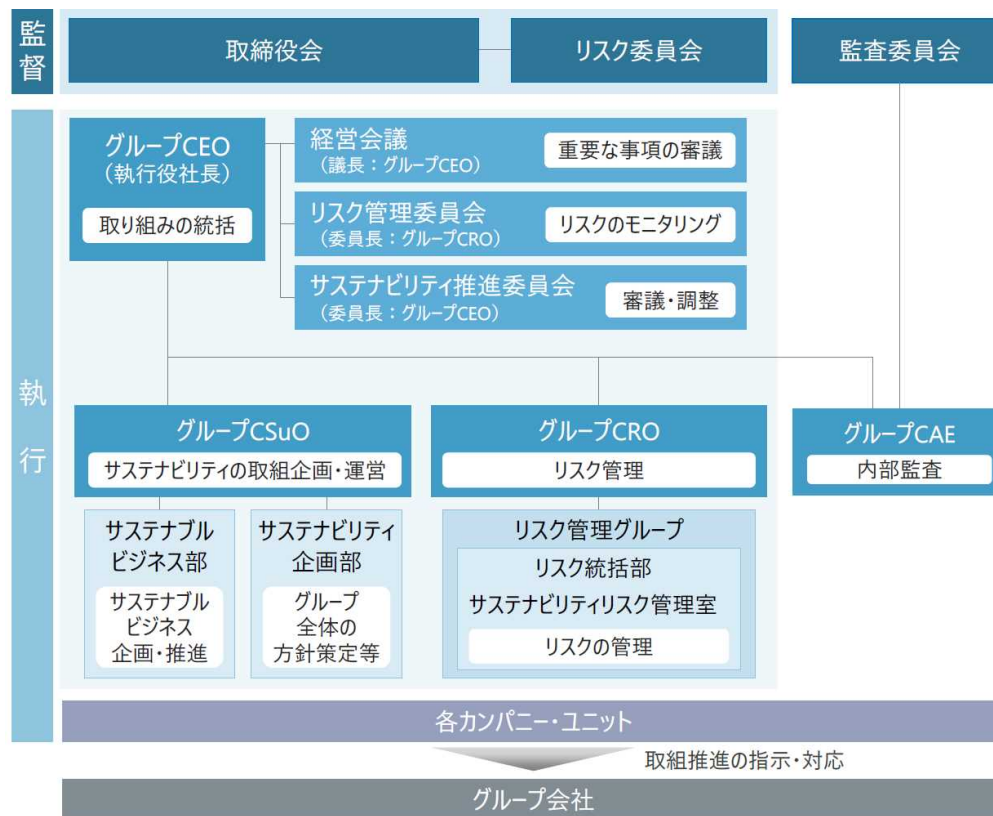 監督
取締役会
リスク委員会
監査委員会
執行
グループCEO
（執行役社長）
取り組みの統括
経営会議
（議長：グループCEO）
重要な事項の審議
リスク管理委員会
（委員長：グループCRO）
リスクのモニタリング
サステナビリティ推進委員会
（委員長：グループCEO）
審議・調整
グループCSuO
サステナビリティの取組企画・運営
グループCRO
リスク管理
グループCAE
内部監査
サステナブル
ビジネス部
サステナブル
ビジネス
企画・推進
サステナビリティ
企画部
グループ
全体の
方針策定等
リスク管理グループ
リスク統括部
サステナビリティリスク管理室
リスクの管理
各カンパニー・ユニット
取組推進の指示・対応
グループ会社